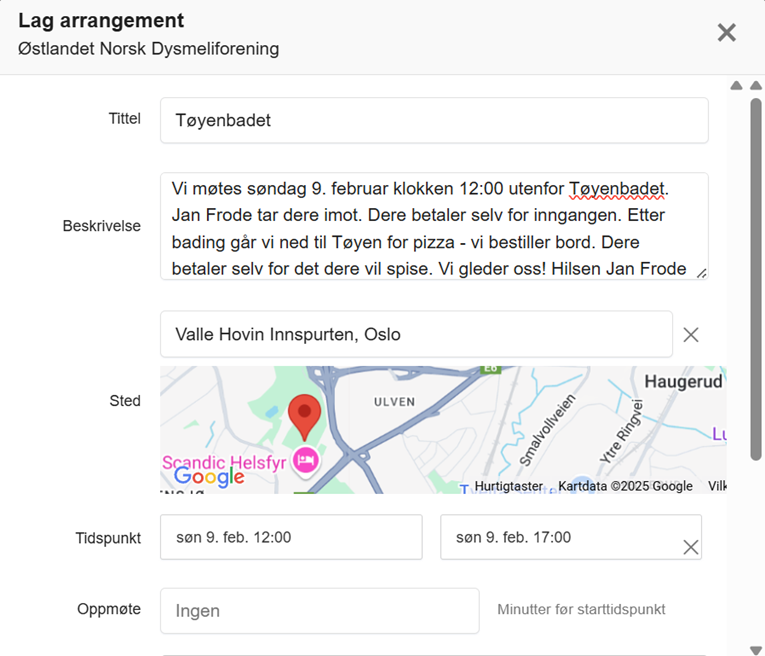 Lag arrangement
Østlandet Norsk Dysmeliforening
Tittel
Tøyenbadet
Beskrivelse
Vi møtes søndag 9. februar klokken 12:00 utenfor Tøyenbadet.
Jan Frode tar dere imot. Dere betaler selv for inngangen. Etter
bading går vi ned til Tøyen for pizza - vi bestiller bord. Dere
betaler selv for det dere vil spise. Vi gleder oss! Hilsen Jan Frode
Valle Hovin Innspurten, Oslo
Sted
E6
ULVEN
Haugerud
Smalvollveien
Ytre Ringvei
Scandic Helsfyr
Google
Hurtigtaster
Kartdata ©2025 Google
Vilk
Tidspunkt
søn 9. feb. 12:00
søn 9. feb. 17:00
Oppmøte
Ingen
Minutter før starttidspunkt